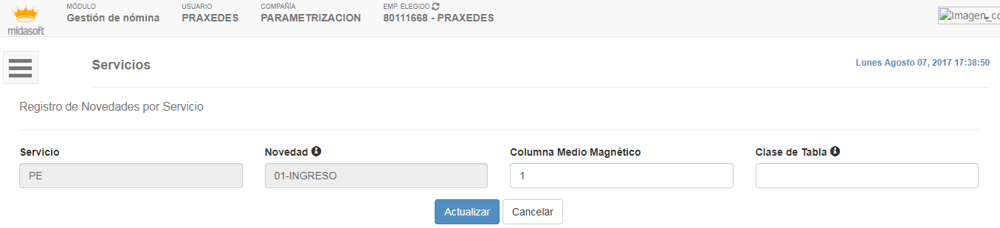 midasoft
MÓDULO USUARIO COMPAÑÍA EMP. ELEGIDO
Gestión de nómina PRAXEDES PARAMETRIZACION 80111668 - PRAXEDES
Servicios
Lunes Agosto 07, 2017 17:38:50
Registro de Novedades por Servicio
Servicio Novedad Columna Medio Magnético Clase de Tabla
PE 01-INGRESO 1
Actualizar Cancelar